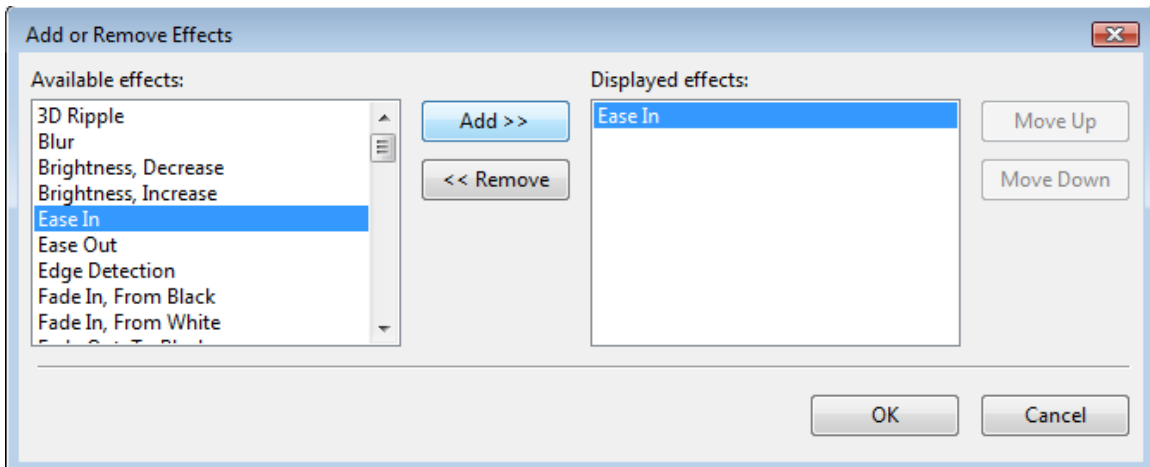 Add or Remove Effects
Available effects:
3D Ripple
Blur
Brightness, Decrease
Brightness, Increase
Ease In
Ease Out
Edge Detection
Fade In, From Black
Fade In, From White
Add >>
<< Remove
Displayed effects:
Ease In
Move Up
Move Down
OK
Cancel